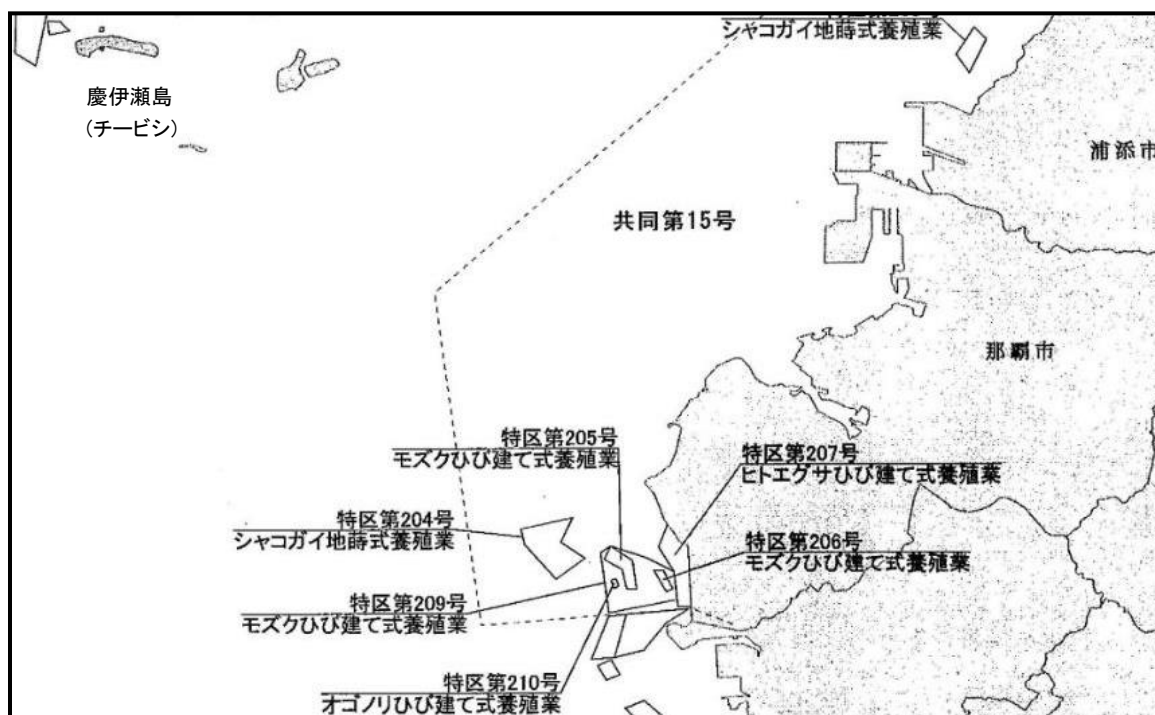 シャコガイ地蒔式養殖業
慶伊瀬島
(チービシ)
浦添市
共同第15号
那覇市
特区第205号
モズクひび建て式養殖業
特区第207号
ヒトエグサひび建て式養殖業
特区第204号
シャコガイ地蒔式養殖業
特区第206号
モズクひび建て式養殖業
特区第209号
モズクひび建て式養殖業
特区第210号
オゴノリひび建て式養殖業